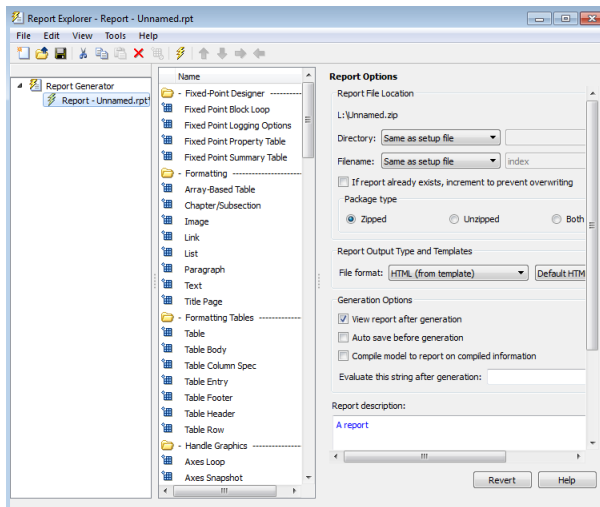 Report Explorer - Report - Unnamed.rpt
File Edit View Tools Help
Report Generator
Report - Unnamed.rpt*
Name
- Fixed-Point Designer ----------
Fixed Point Block Loop
Fixed Point Logging Options
Fixed Point Property Table
Fixed Point Summary Table
- Formatting -----------------
Array-Based Table
Chapter/Subsection
Image
Link
List
Paragraph
Text
Title Page
- Formatting Tables ----------
Table
Table Body
Table Column Spec
Table Entry
Table Footer
Table Header
Table Row
- Handle Graphics ----------
Axes Loop
Axes Snapshot
Report Options
Report File Location
L:\Unnamed.zip
Directory: Same as setup file
Filename: Same as setup file index
If report already exists, increment to prevent overwriting
Package type
Zipped Unzipped Both
Report Output Type and Templates
File format: HTML (from template) Default HTM
Generation Options
View report after generation
Auto save before generation
Compile model to report on compiled information
Evaluate this string after generation:
Report description:
A report
Revert Help